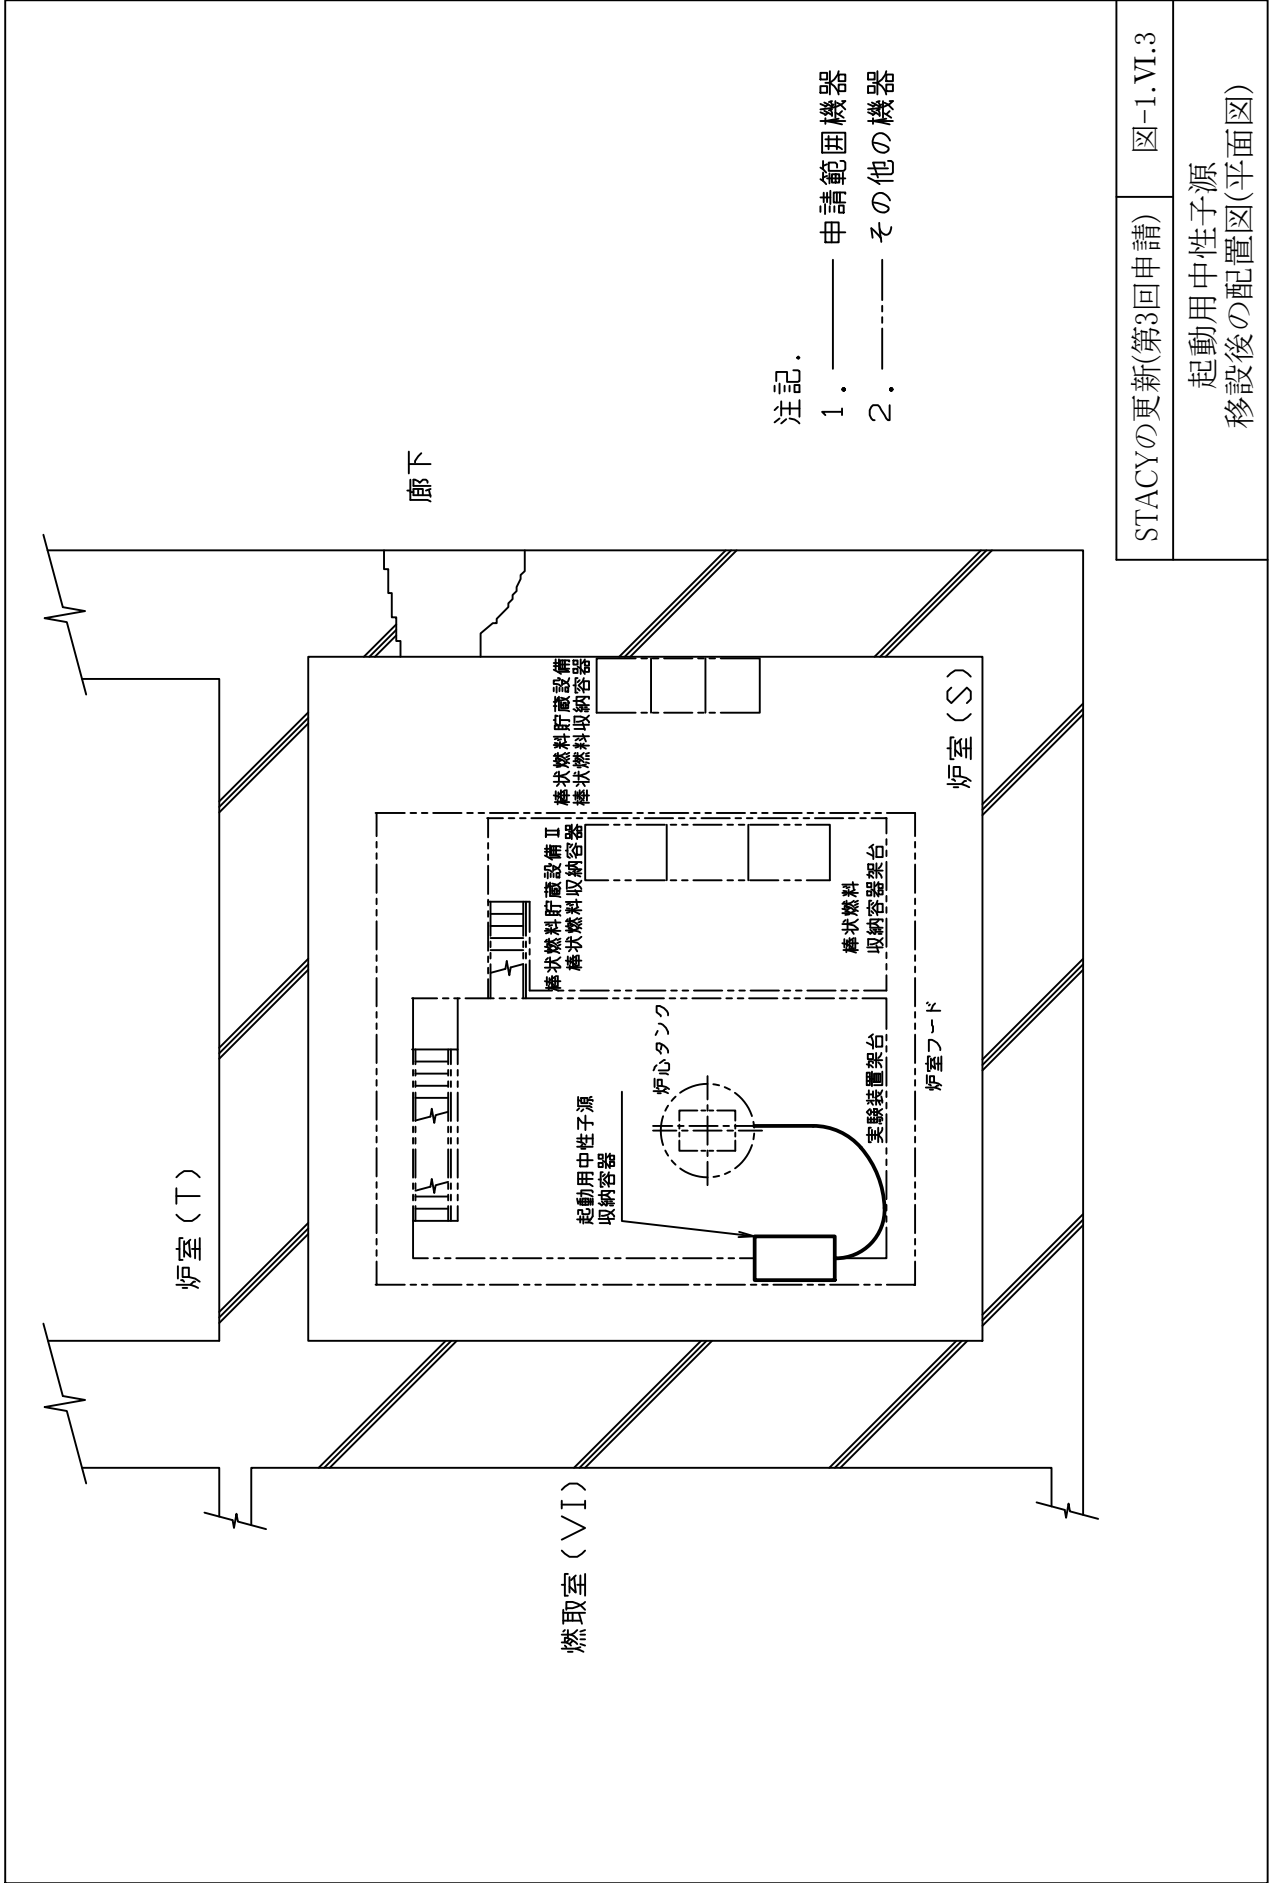 炉室(T)
廊下
燃取室(VI)
棒状燃料貯蔵設備
棒状燃料収納容器
棒状燃料貯蔵設備Ⅱ
棒状燃料収納容器
起動用中性子源
収納容器
炉心タンク
棒状燃料
収納容器架台
実験装置架台
炉室フード
炉室(S)
注記.
1. 申請範囲機器
2. その他の機器
STACYの更新(第3回申請)
図-1.VI.3
起動用中性子源
移設後の配置図(平面図)